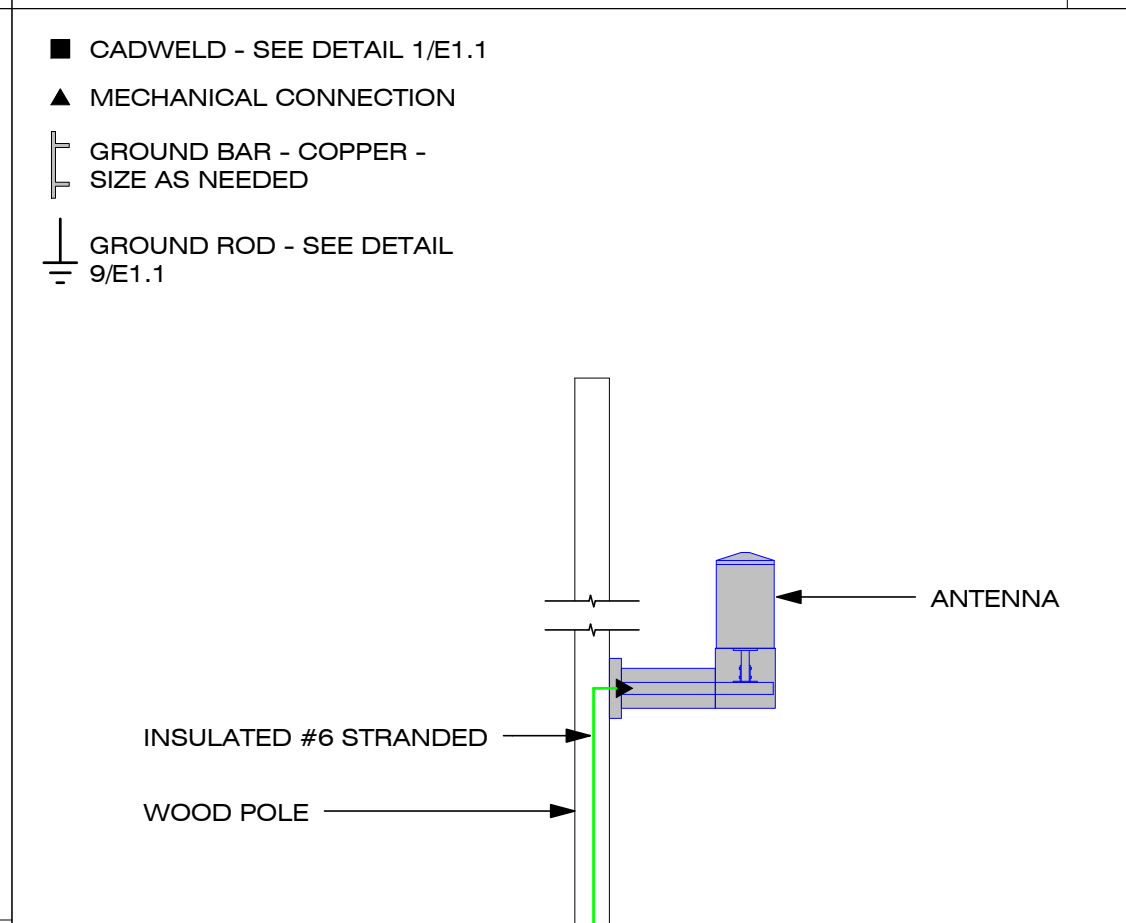 CADWELD - SEE DETAIL 1/E1.1
MECHANICAL CONNECTION
GROUND BAR - COPPER -
SIZE AS NEEDED
GROUND ROD - SEE DETAIL
9/E1.1
ANTENNA
INSULATED #6 STRANDED
WOOD POLE